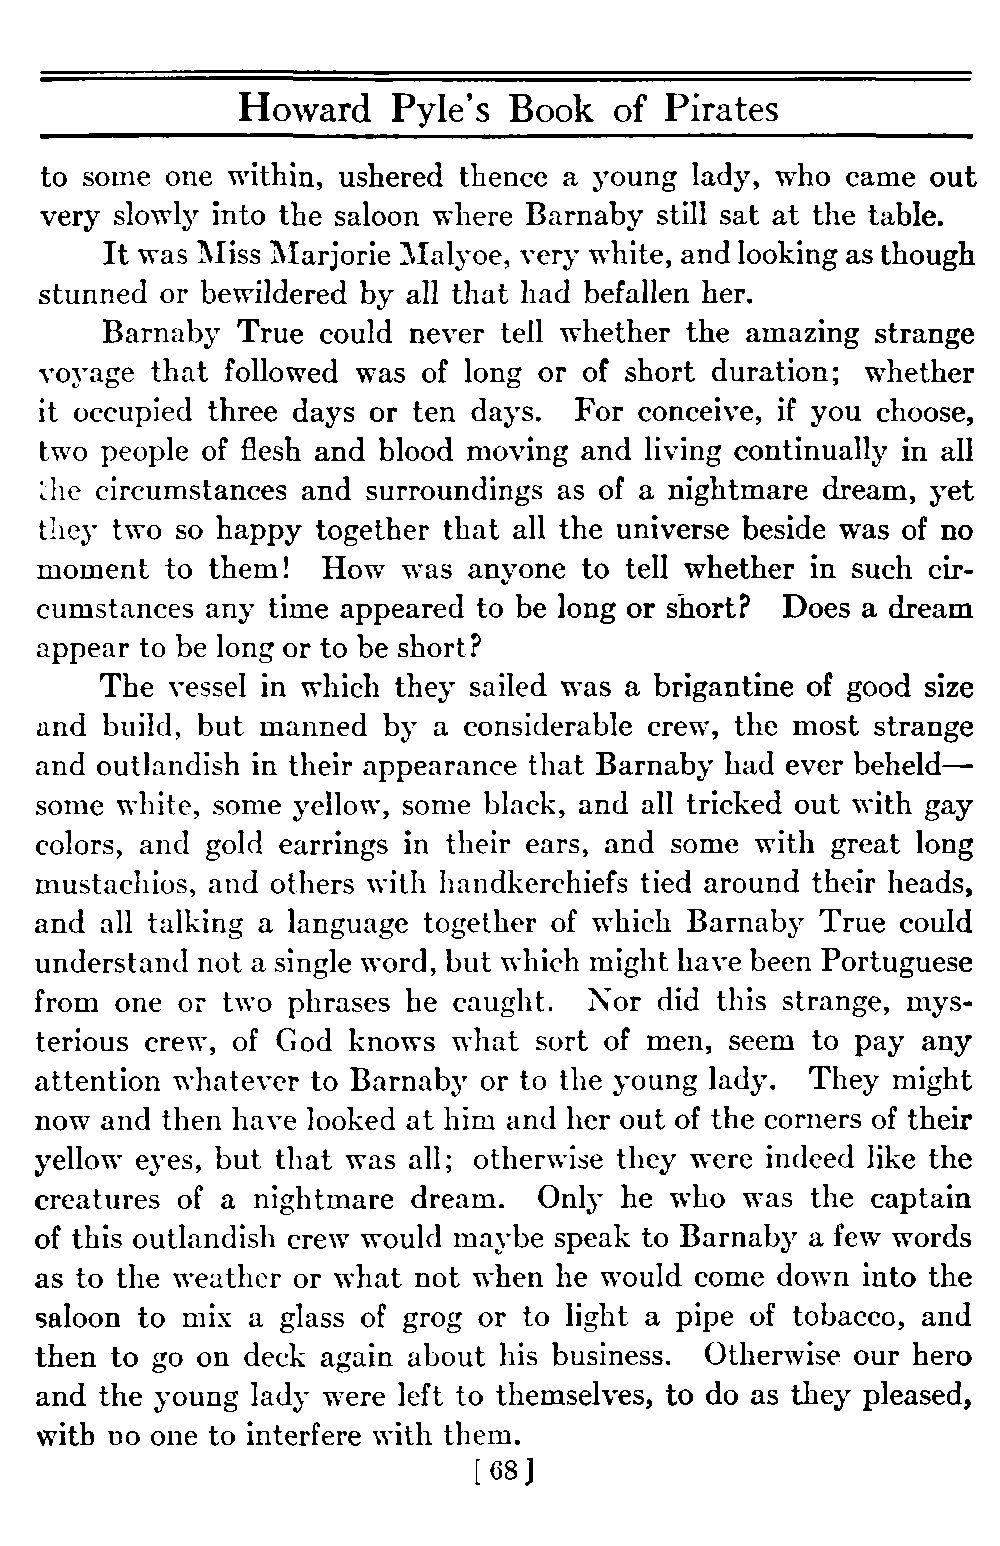 Howard Pyle's Book of Pirates
to some one within, ushered thence a young lady, who came out
very slowly into the saloon where Barnaby still sat at the table.
It was Miss Marjorie Malyoe, very white, and looking as though
stunned or bewildered by all that had befallen her.
Barnaby True could never tell whether the amazing strange
voyage that followed was of long or of short duration; whether
it occupied three days or ten days. For conceive, if you choose,
two people of flesh and blood moving and living continually in all
the circumstances and surroundings as of a nightmare dream, yet
they two so happy together that all the universe beside was of no
moment to them! How was anyone to tell whether in such cir-
cumstances any time appeared to be long or short? Does a dream
appear to be long or to be short?
The vessel in which they sailed was a brigantine of good size
and build, but manned by a considerable crew, the most strange
and outlandish in their appearance that Barnaby had ever beheld—
some white, some yellow, some black, and all tricked out with gay
colors, and gold earrings in their ears, and some with great long
mustachios, and others with handkerchiefs tied around their heads,
and all talking a language together of which Barnaby True could
understand not a single word, but which might have been Portuguese
from one or two phrases he caught. Nor did this strange, mys-
terious crew, of God knows what sort of men, seem to pay any
attention whatever to Barnaby or to the young lady. They might
now and then have looked at him and her out of the corners of their
yellow eyes, but that was all; otherwise they were indeed like the
creatures of a nightmare dream. Only he who was the captain
of this outlandish crew would maybe speak to Barnaby a few words
as to the weather or what not when he would come down into the
saloon to mix a glass of grog or to light a pipe of tobacco, and
then to go on deck again about his business. Otherwise our hero
and the young lady were left to themselves, to do as they pleased,
with no one to interfere with them.
[ 68 ]